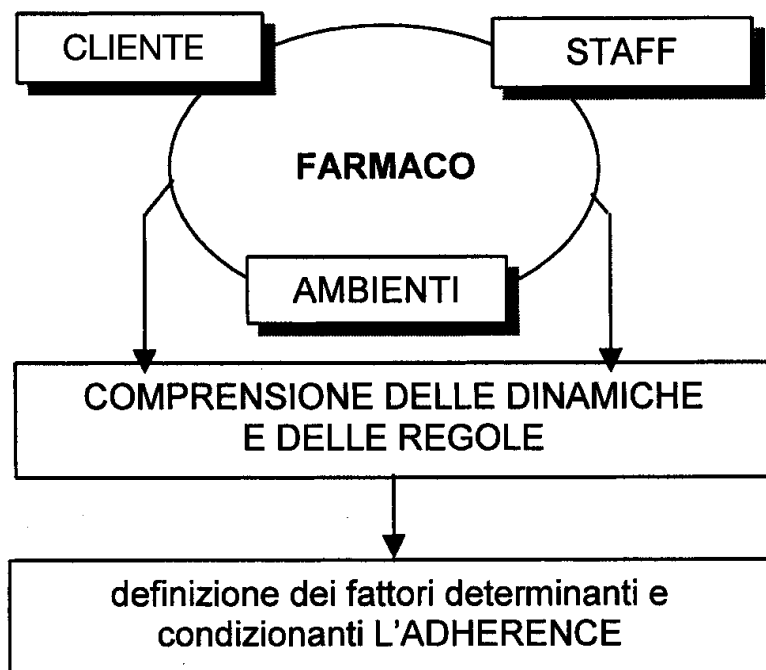 CLIENTE
STAFF
FARMACO
AMBIENTI
COMPRENSIONE DELLE DINAMICHE
E DELLE REGOLE
definizione dei fattori determinanti e
condizionanti L'ADHERENCE